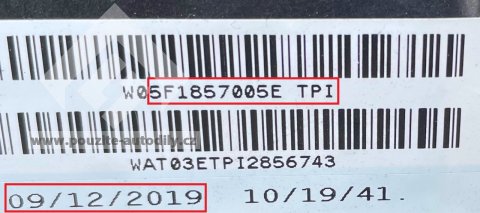 W05F1857005E TPI
www.pouzite-autodily.cz
WAT03ETPI2856743
09/12/2019 10/19/41.